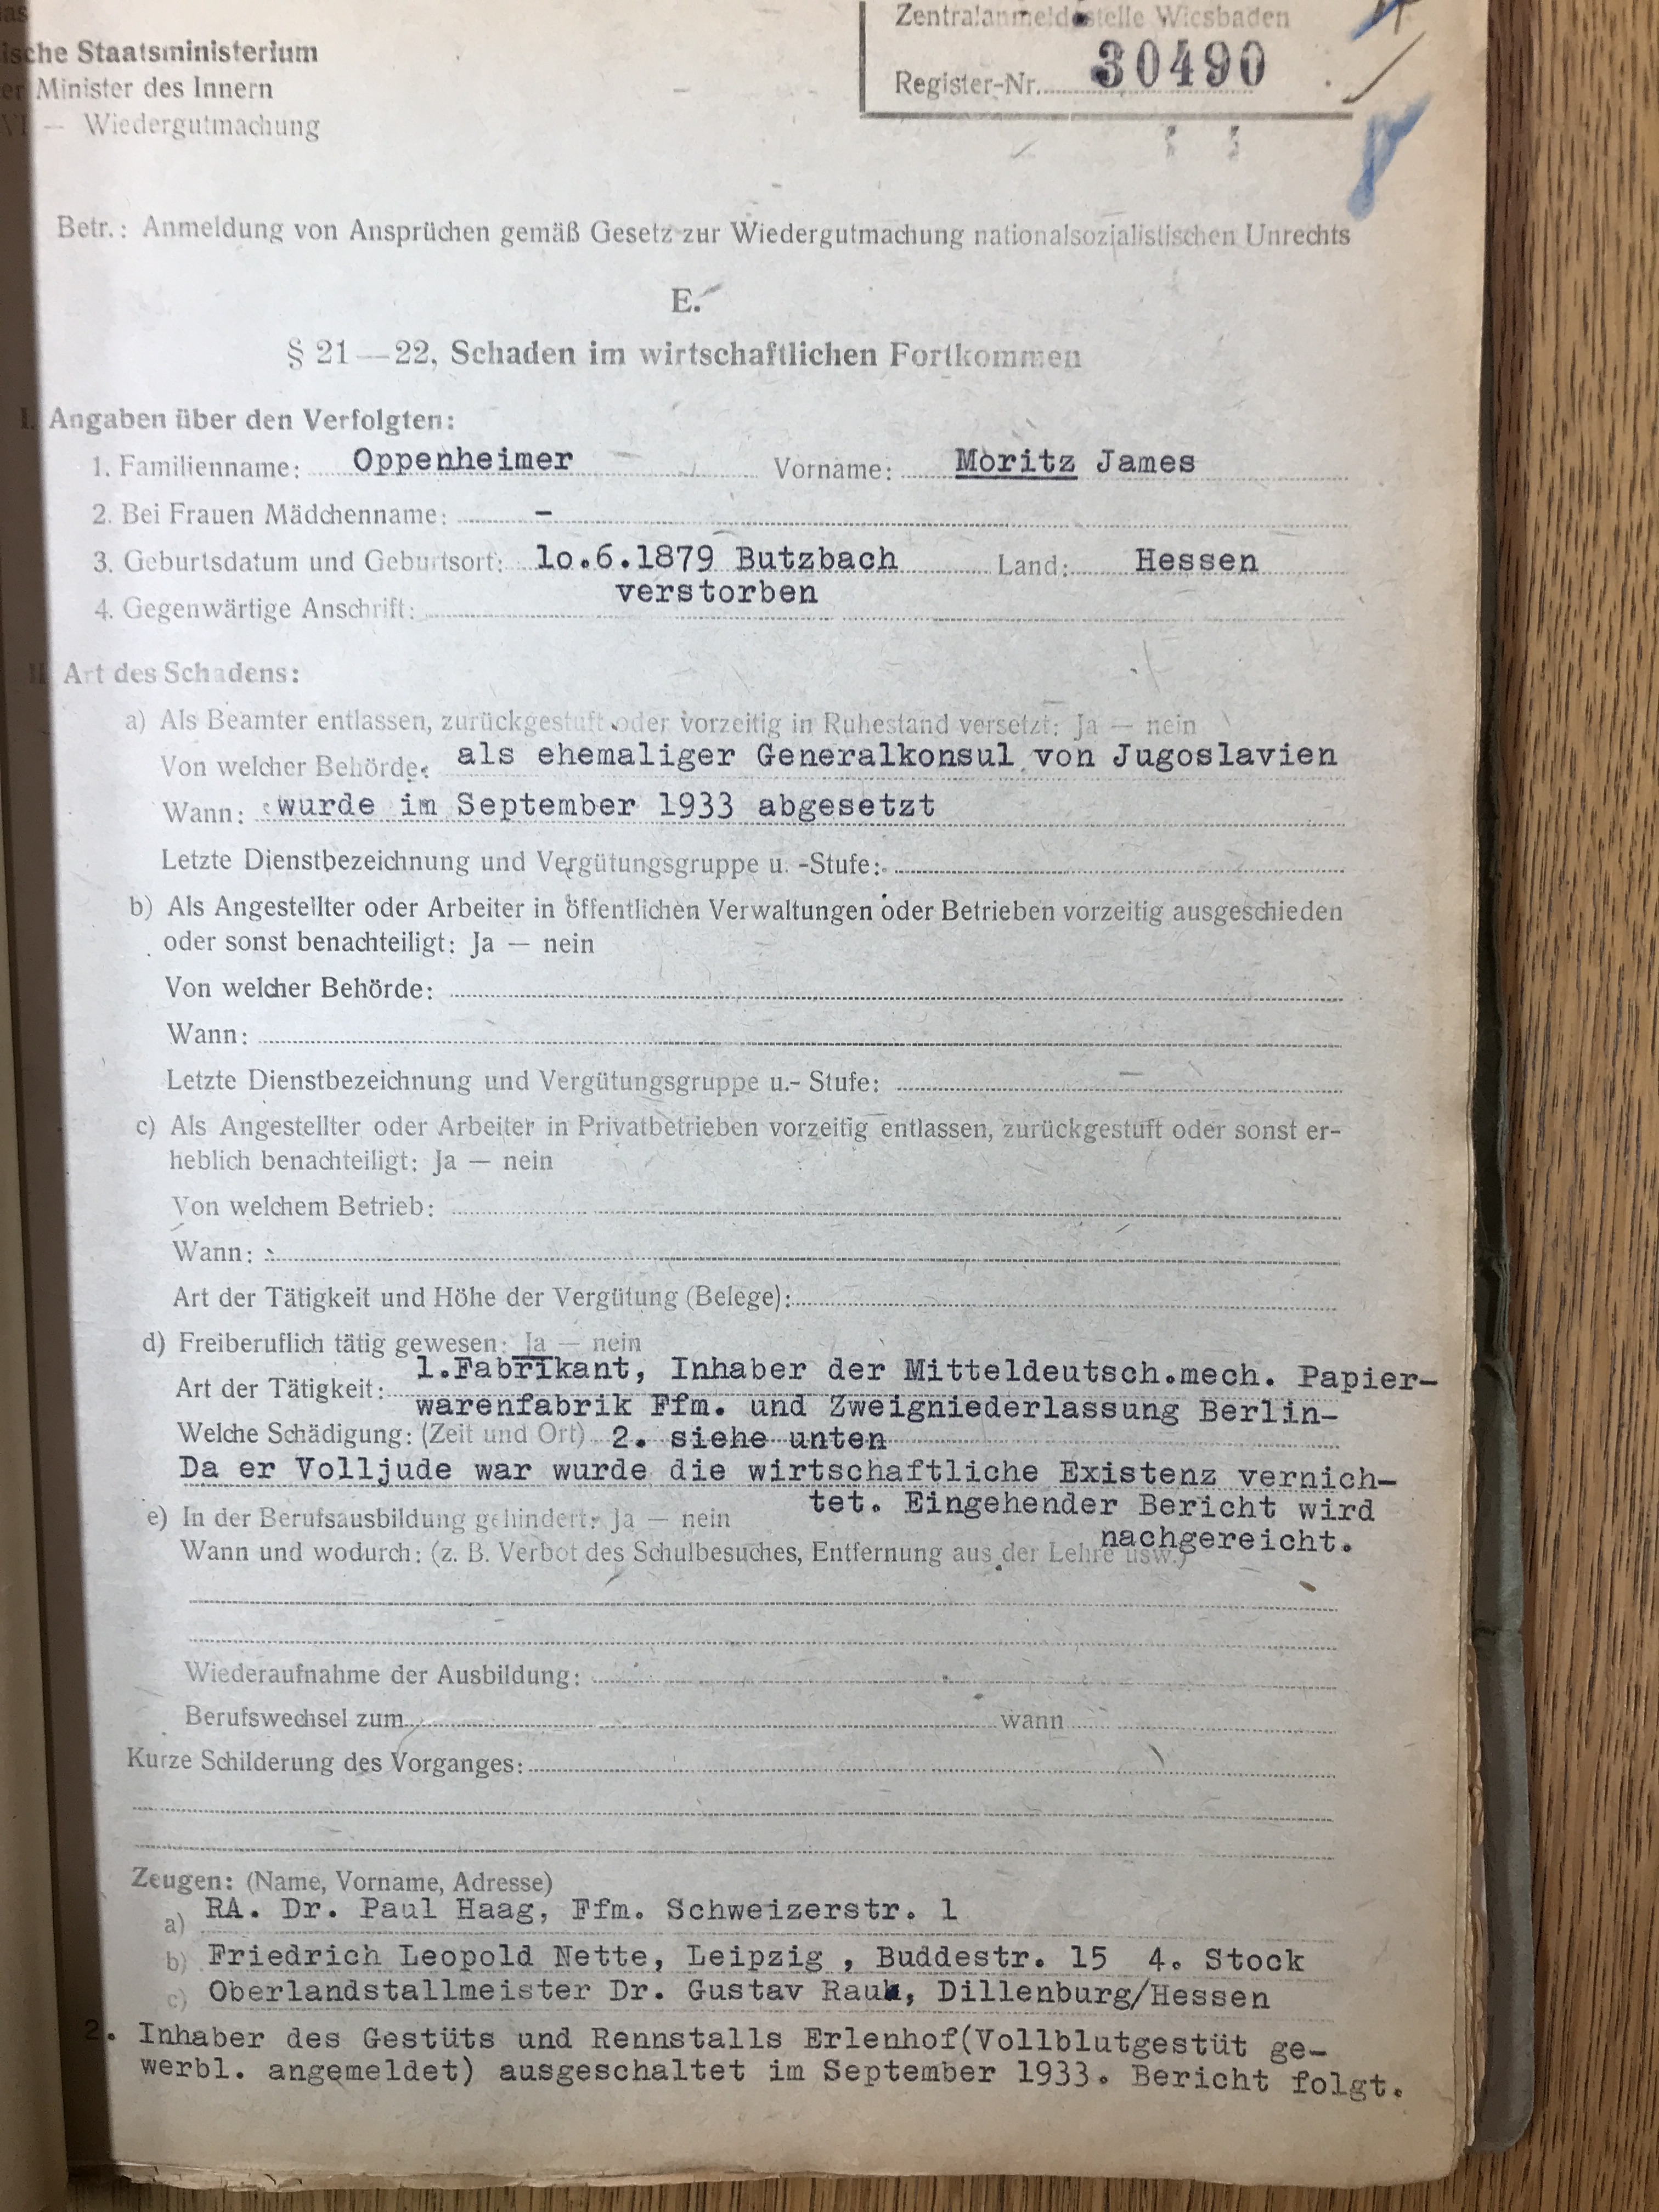 ische Staatsministerium
er Minister des Innern
VI — Wiedergutmachung
Zentralanmeldestelle Wiesbaden
Register-Nr. 30490
Betr.: Anmeldung von Ansprüchen gemäß Gesetz zur Wiedergutmachung nationalsozialistischen Unrechts
E.
§ 21 — 22, Schaden im wirtschaftlichen Fortkommen
I. Angaben über den Verfolgten:
1. Familienname: Oppenheimer Vorname: Moritz James
2. Bei Frauen Mädchenname: –
3. Geburtsdatum und Geburtsort: lo.6.1879 Butzbach Land: Hessen
4. Gegenwärtige Anschrift: verstorben
II. Art des Schadens:
a) Als Beamter entlassen, zurückgestuft oder vorzeitig in Ruhestand versetzt: Ja — nein
Von welcher Behörde: als ehemaliger Generalkonsul von Jugoslavien
Wann: wurde im September 1933 abgesetzt
Letzte Dienstbezeichnung und Vergütungsgruppe u. -Stufe:
b) Als Angestellter oder Arbeiter in öffentlichen Verwaltungen oder Betrieben vorzeitig ausgeschieden
oder sonst benachteiligt: Ja — nein
Von welcher Behörde:
Wann:
Letzte Dienstbezeichnung und Vergütungsgruppe u.- Stufe:
c) Als Angestellter oder Arbeiter in Privatbetrieben vorzeitig entlassen, zurückgestuft oder sonst er-
heblich benachteiligt: Ja — nein
Von welchem Betrieb:
Wann:
Art der Tätigkeit und Höhe der Vergütung (Belege):
d) Freiberuflich tätig gewesen: Ja — nein
Art der Tätigkeit: 1.Fabrikant, Inhaber der Mitteldeutsch.mech. Papier-
warenfabrik Ffm. und Zweigniederlassung Berlin-
Welche Schädigung: (Zeit und Ort) 2. siehe unten
Da er Volljude war wurde die wirtschaftliche Existenz vernich-
tet. Eingehender Bericht wird
e) In der Berufsausbildung gehindert: Ja — nein
nachgereicht.
Wann und wodurch: (z. B. Verbot des Schulbesuches, Entfernung aus der Lehre usw.)
Wiederaufnahme der Ausbildung:
Berufswechsel zum wann
Kurze Schilderung des Vorganges:
Zeugen: (Name, Vorname, Adresse)
a) RA. Dr. Paul Haag, Ffm. Schweizerstr. 1
b) Friedrich Leopold Nette, Leipzig , Buddestr. 15 4. Stock
c) Oberlandstallmeister Dr. Gustav Rau, Dillenburg/Hessen
2. Inhaber des Gestüts und Rennstalls Erlenhof(Vollblutgestüt ge-
werbl. angemeldet) ausgeschaltet im September 1933. Bericht folgt.